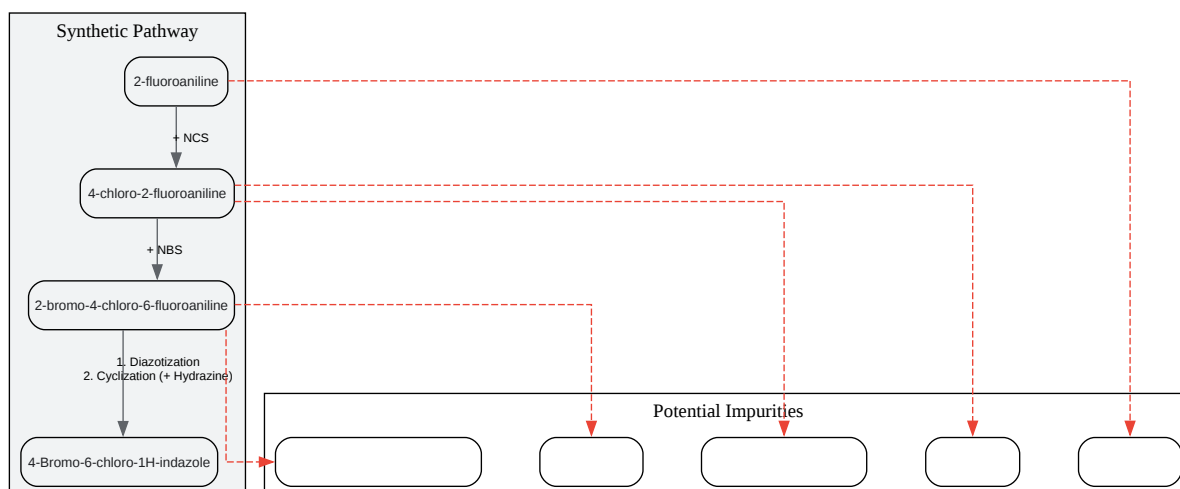 Synthetic Pathway
2-fluoroaniline
+ NCS
4-chloro-2-fluoroaniline
+ NBS
2-bromo-4-chloro-6-fluoroaniline
1. Diazotization
2. Cyclization (+ Hydrazine)
Potential Impurities
4-Bromo-6-chloro-1H-indazole